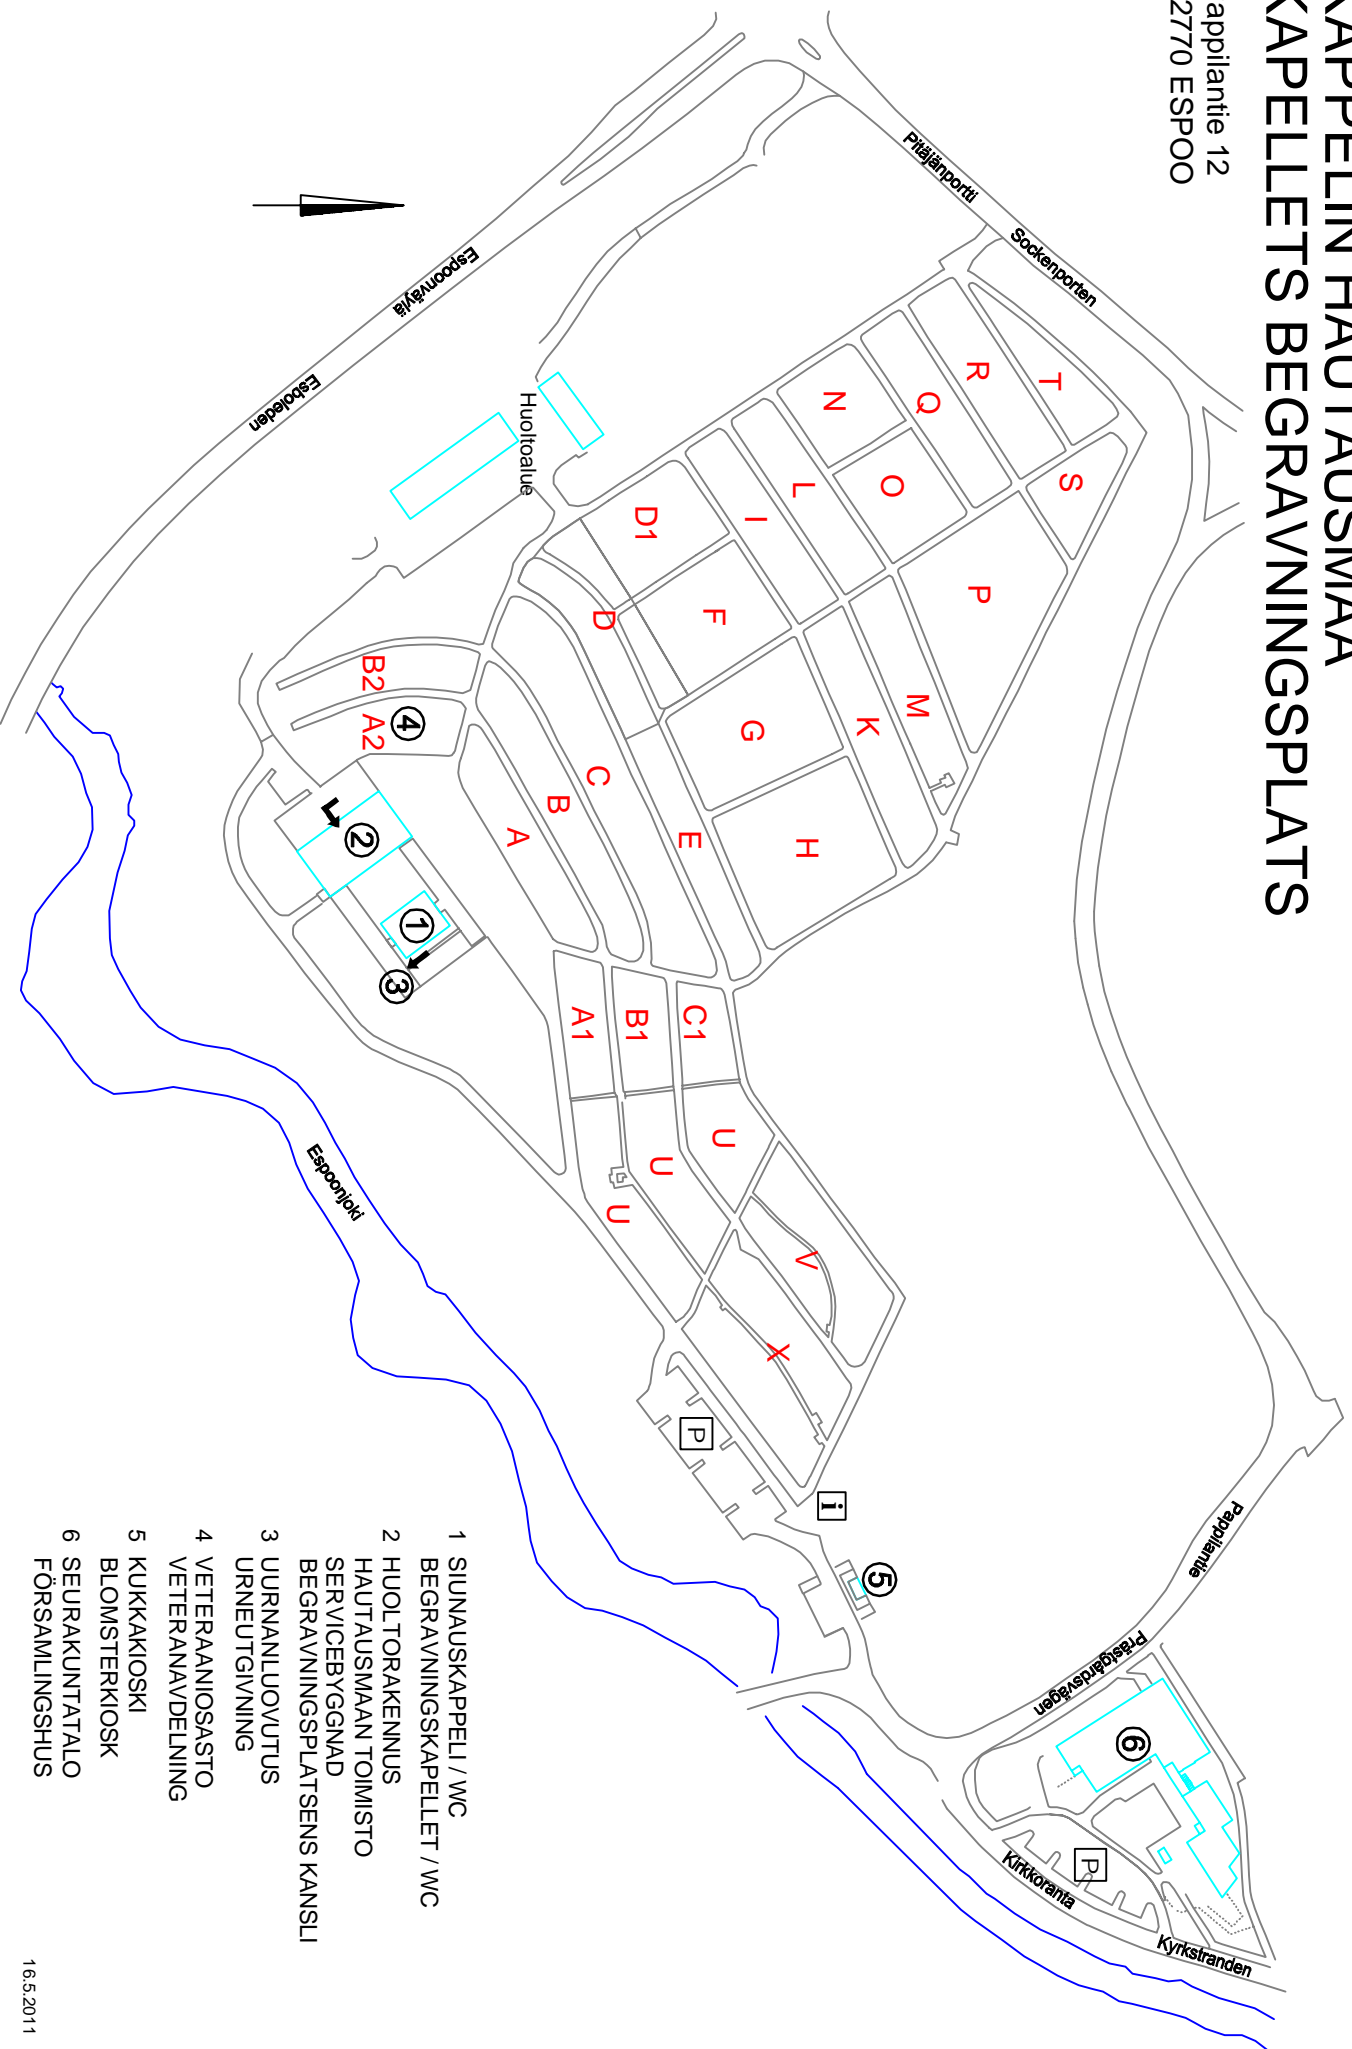 KAPPELIN HAUTAUSMAA
KAPELLETS BEGRAVNINGSPLATS
appilantie 12
2770 ESPOO
Pitäjänportti
Sockenporten
Espoonväylä
Esboleden
Huoltoalue
T
R
Q
N
S
O
L
I
D1
P
F
D
M
K
G
B2
A2
4
C
B
A
E
H
2
1
3
A1
B1
C1
U
U
U
V
X
Espoonjoki
P
i
5
Pappilantie
Prästgårdsvägen
6
P
Kirkkoranta
Kyrkstranden
1 SIUNAUSKAPPELI / WC
BEGRAVNINGSKAPELLET / WC
2 HUOLTORAKENNUS
HAUTAUSMAAN TOIMISTO
SERVICEBYGGNAD
BEGRAVNINGSPLATSENS KANSLI
3 UURNANLUOVUTUS
URNEUTGIVNING
4 VETERAANIOSASTO
VETERANAVDELNING
5 KUKKAKIOSKI
BLOMSTERKIOSK
6 SEURAKUNTATALO
FÖRSAMLINGSHUS
16.5.2011